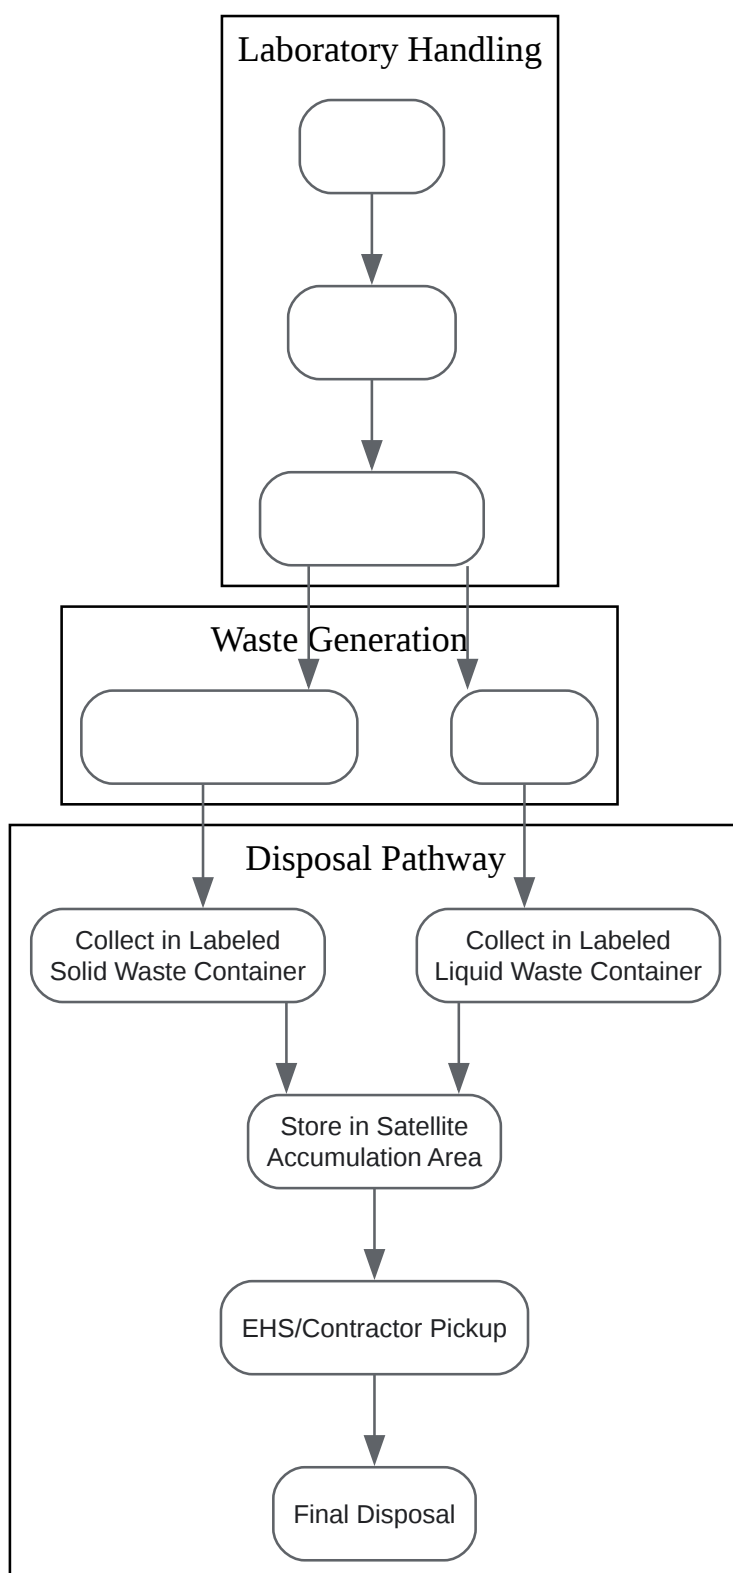 Laboratory Handling
Waste Generation
Disposal Pathway
Collect in Labeled
Solid Waste Container
Collect in Labeled
Liquid Waste Container
Store in Satellite
Accumulation Area
EHS/Contractor Pickup
Final Disposal